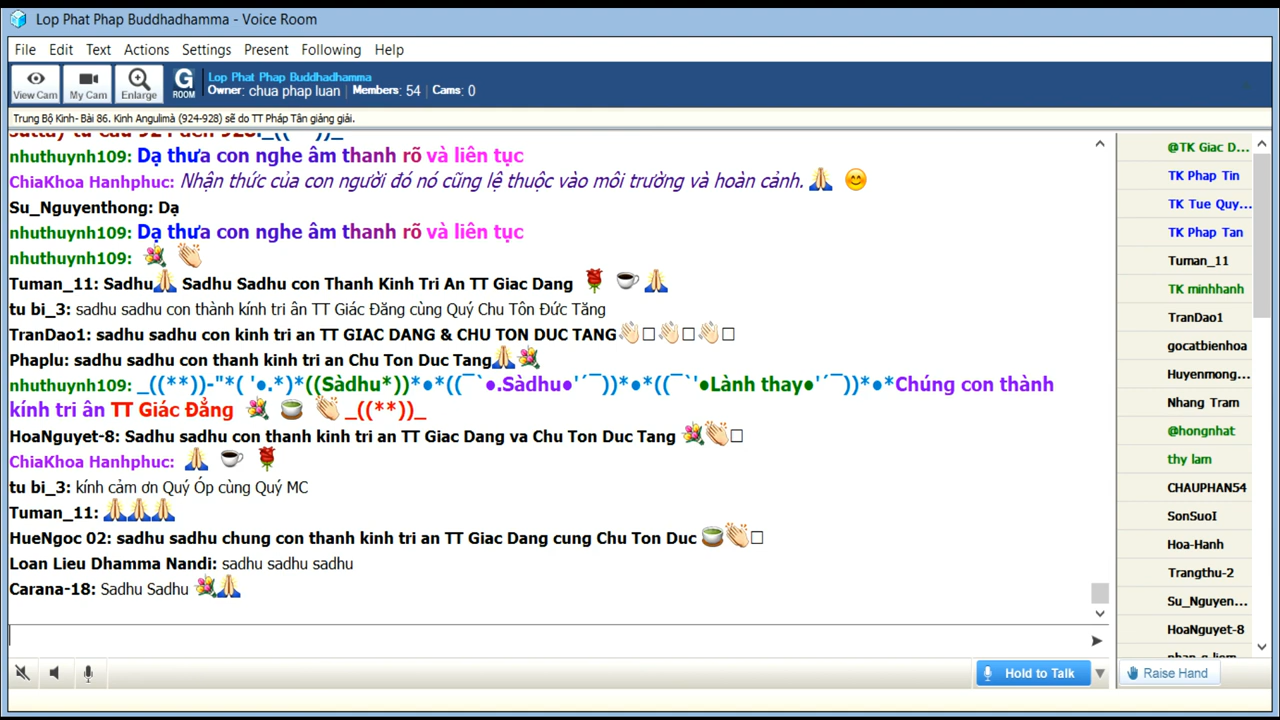 Lop Phat Phap Buddhadhamma - Voice Room
File Edit Text Actions Settings Present Following Help
View Cam
My Cam
Enlarge
G ROOM
Lop Phat Phap Buddhadhamma
Owner: chua phap luan | Members: 54 | Cams: 0
Trung Bộ Kinh- Bài 86. Kinh Angulimà (924-928) sẽ do TT Pháp Tân giảng giải.
nhuthuynh109: Dạ thưa con nghe âm thanh rõ và liên tục
ChiaKhoa Hanhphuc: Nhận thức của con người đó nó cũng lệ thuộc vào môi trường và hoàn cảnh. 🙏 😊
Su_Nguyenthong: Dạ
nhuthuynh109: Dạ thưa con nghe âm thanh rõ và liên tục
nhuthuynh109: 💐 👏
Tuman_11: Sadhu🙏 Sadhu Sadhu con Thanh Kinh Tri An TT Giac Dang 🌹 ☕ 🙏
tu bi_3: sadhu sadhu con thành kính tri ân TT Giác Đăng cùng Quý Chu Tôn Đức Tăng
TranDao1: sadhu sadhu con kinh tri an TT GIAC DANG & CHU TON DUC TANG👏□👏□👏□
Phaplu: sadhu sadhu con thanh kinh tri an Chu Ton Duc Tang🙏💐
nhuthuynh109: _((**))-"*( '●.*)*((Sàdhu*))*●*((¯`●.Sàdhu●'´¯))*●*((¯`'●Lành thay●'´¯))*●*Chúng con thành
kính tri ân TT Giác Đẳng 💐 🍵 👏 _((**))_
HoaNguyet-8: Sadhu sadhu con thanh kinh tri an TT Giac Dang va Chu Ton Duc Tang 💐👏□
ChiaKhoa Hanhphuc: 🙏 ☕ 🌹
tu bi_3: kính cảm ơn Quý Óp cùng Quý MC
Tuman_11: 🙏🙏🙏
HueNgoc 02: sadhu sadhu chung con thanh kinh tri an TT Giac Dang cung Chu Ton Duc 🍵👏□
Loan Lieu Dhamma Nandi: sadhu sadhu sadhu
Carana-18: Sadhu Sadhu 💐🙏
Hold to Talk
@TK Giac D...
TK Phap Tin
TK Tue Quy...
TK Phap Tan
Tuman_11
TK minhhanh
TranDao1
gocatbienhoa
Huyenmong...
Nhang Tram
@hongnhat
thy lam
CHAUPHAN54
SonSuoI
Hoa-Hanh
Trangthu-2
Su_Nguyen...
HoaNguyet-8
Raise Hand